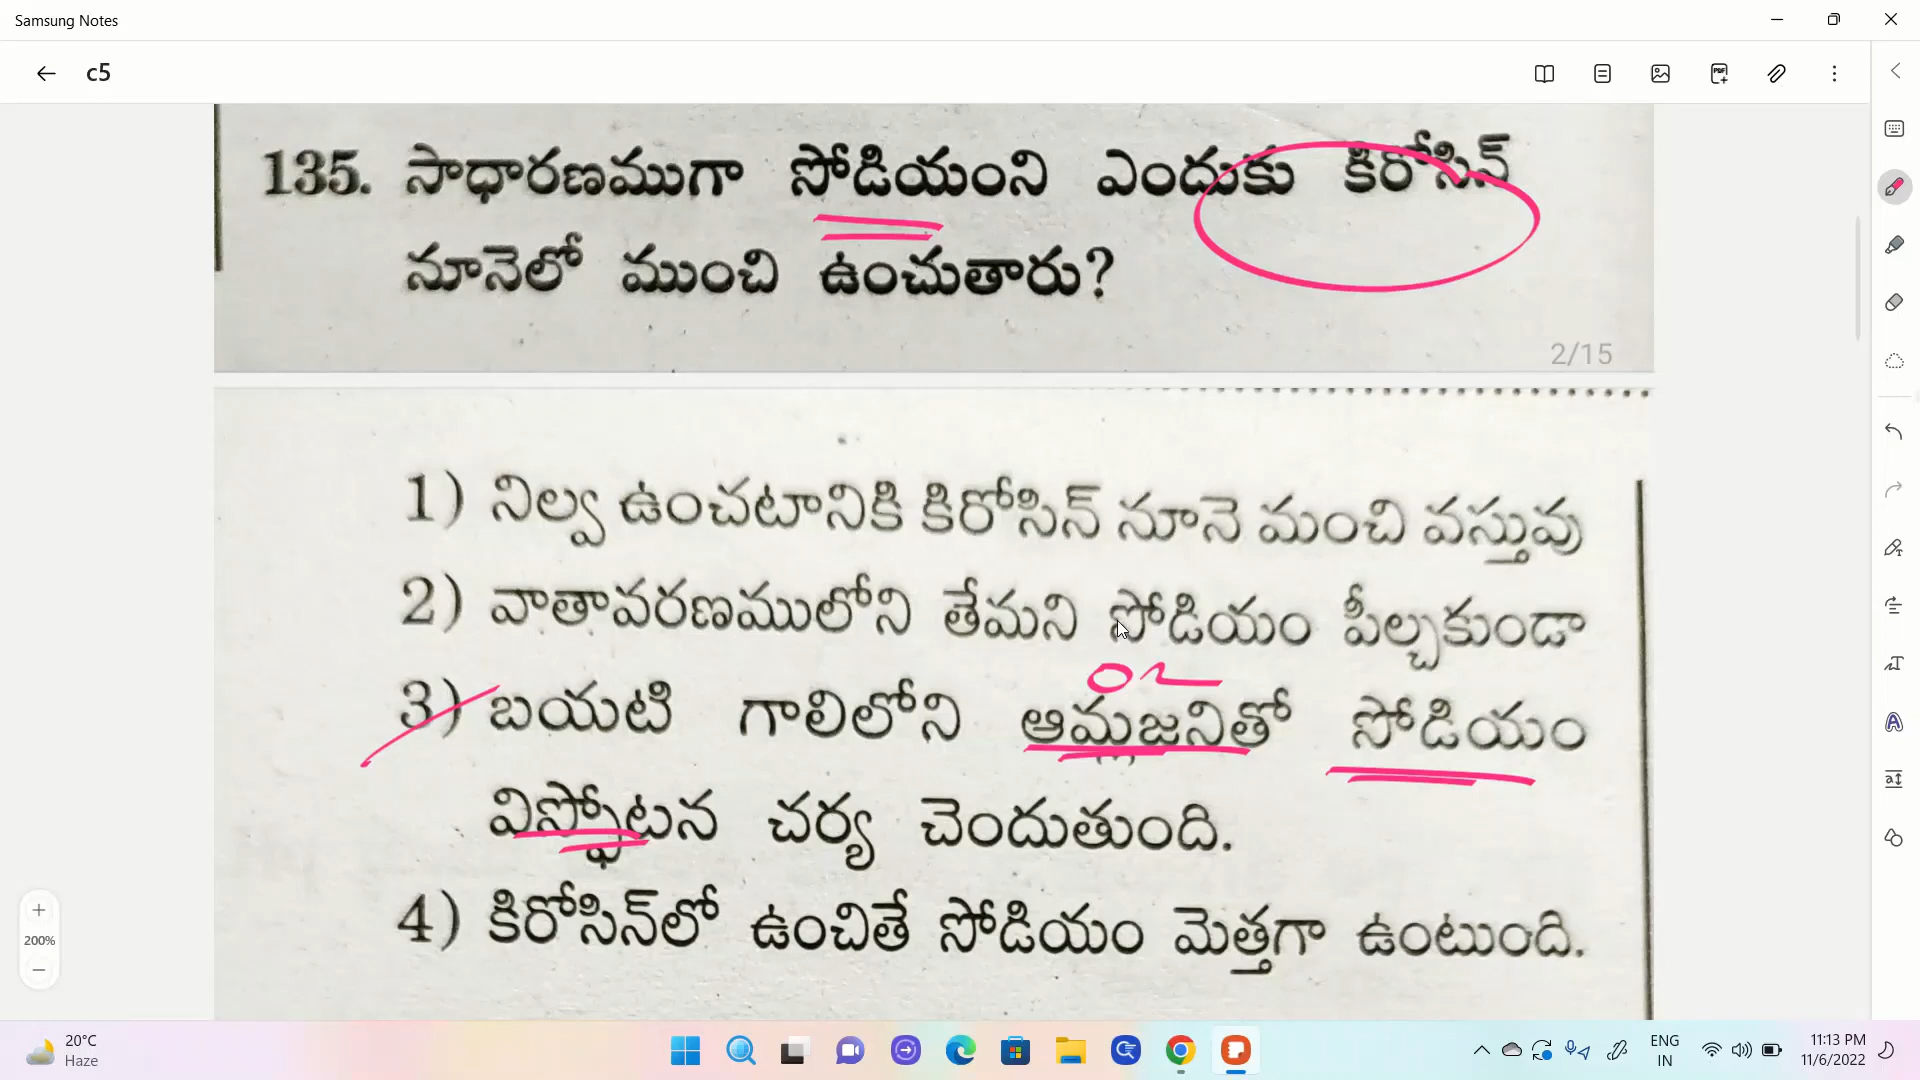 Samsung Notes
c5
135. సాధారణముగా సోడియంని ఎందుకు కిరోసిన్
నూనెలో ముంచి ఉంచుతారు?
2/15
1) నిల్వ ఉంచటానికి కిరోసిన్ నూనె మంచి వస్తువు
2) వాతావరణములోని తేమని సోడియం పీల్చకుండా
3) బయటి గాలిలోని ఆమ్లజనితో సోడియం
విస్ఫోటన చర్య చెందుతుంది.
4) కిరోసిన్‌లో ఉంచితే సోడియం మెత్తగా ఉంటుంది.
200%
20°C
Haze
ENG
IN
11:13 PM
11/6/2022